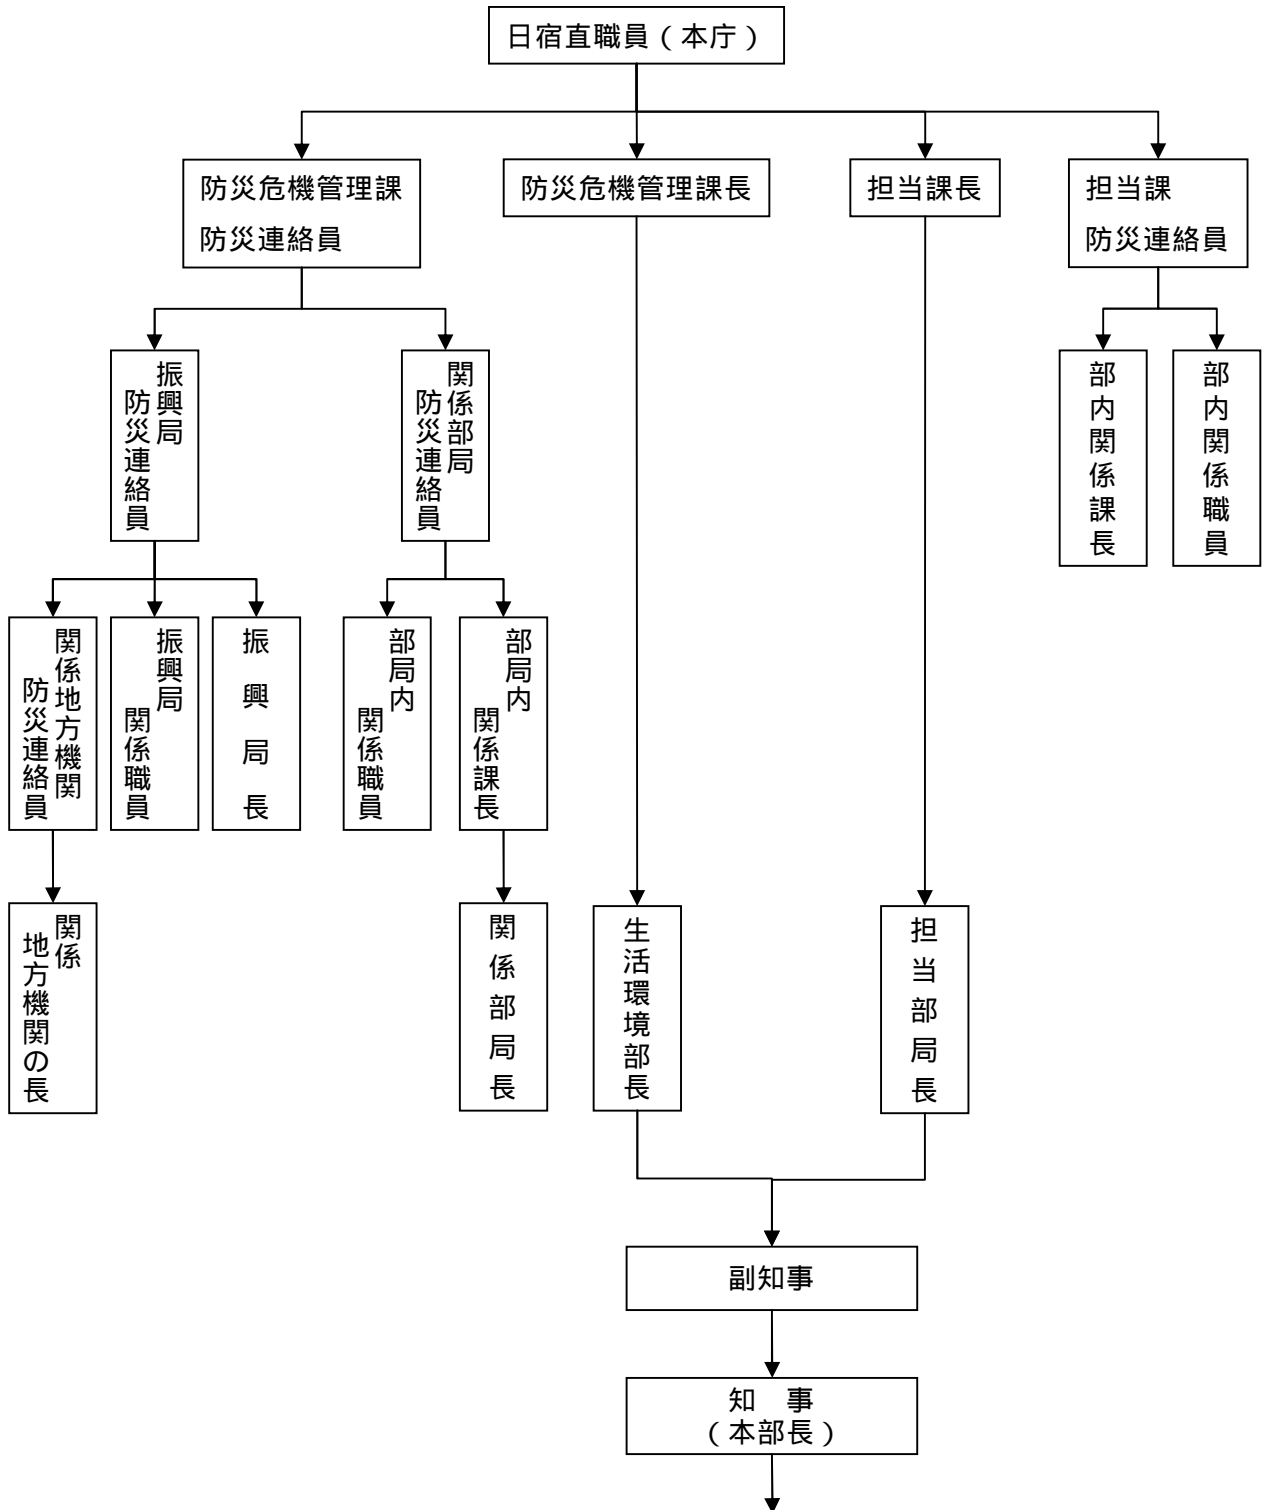 日宿直職員（本庁）
防災危機管理課
防災連絡員
防災危機管理課長
担当課長
担当課
防災連絡員
振興局
防災連絡員
関係部局
防災連絡員
部内関係課長
部内関係職員
関係地方機関
防災連絡員
振興局
関係職員
振興局長
部局内
関係職員
部局内
関係課長
関係
地方機関の長
関係部局長
生活環境部長
担当部局長
副知事
知　事
（本部長）